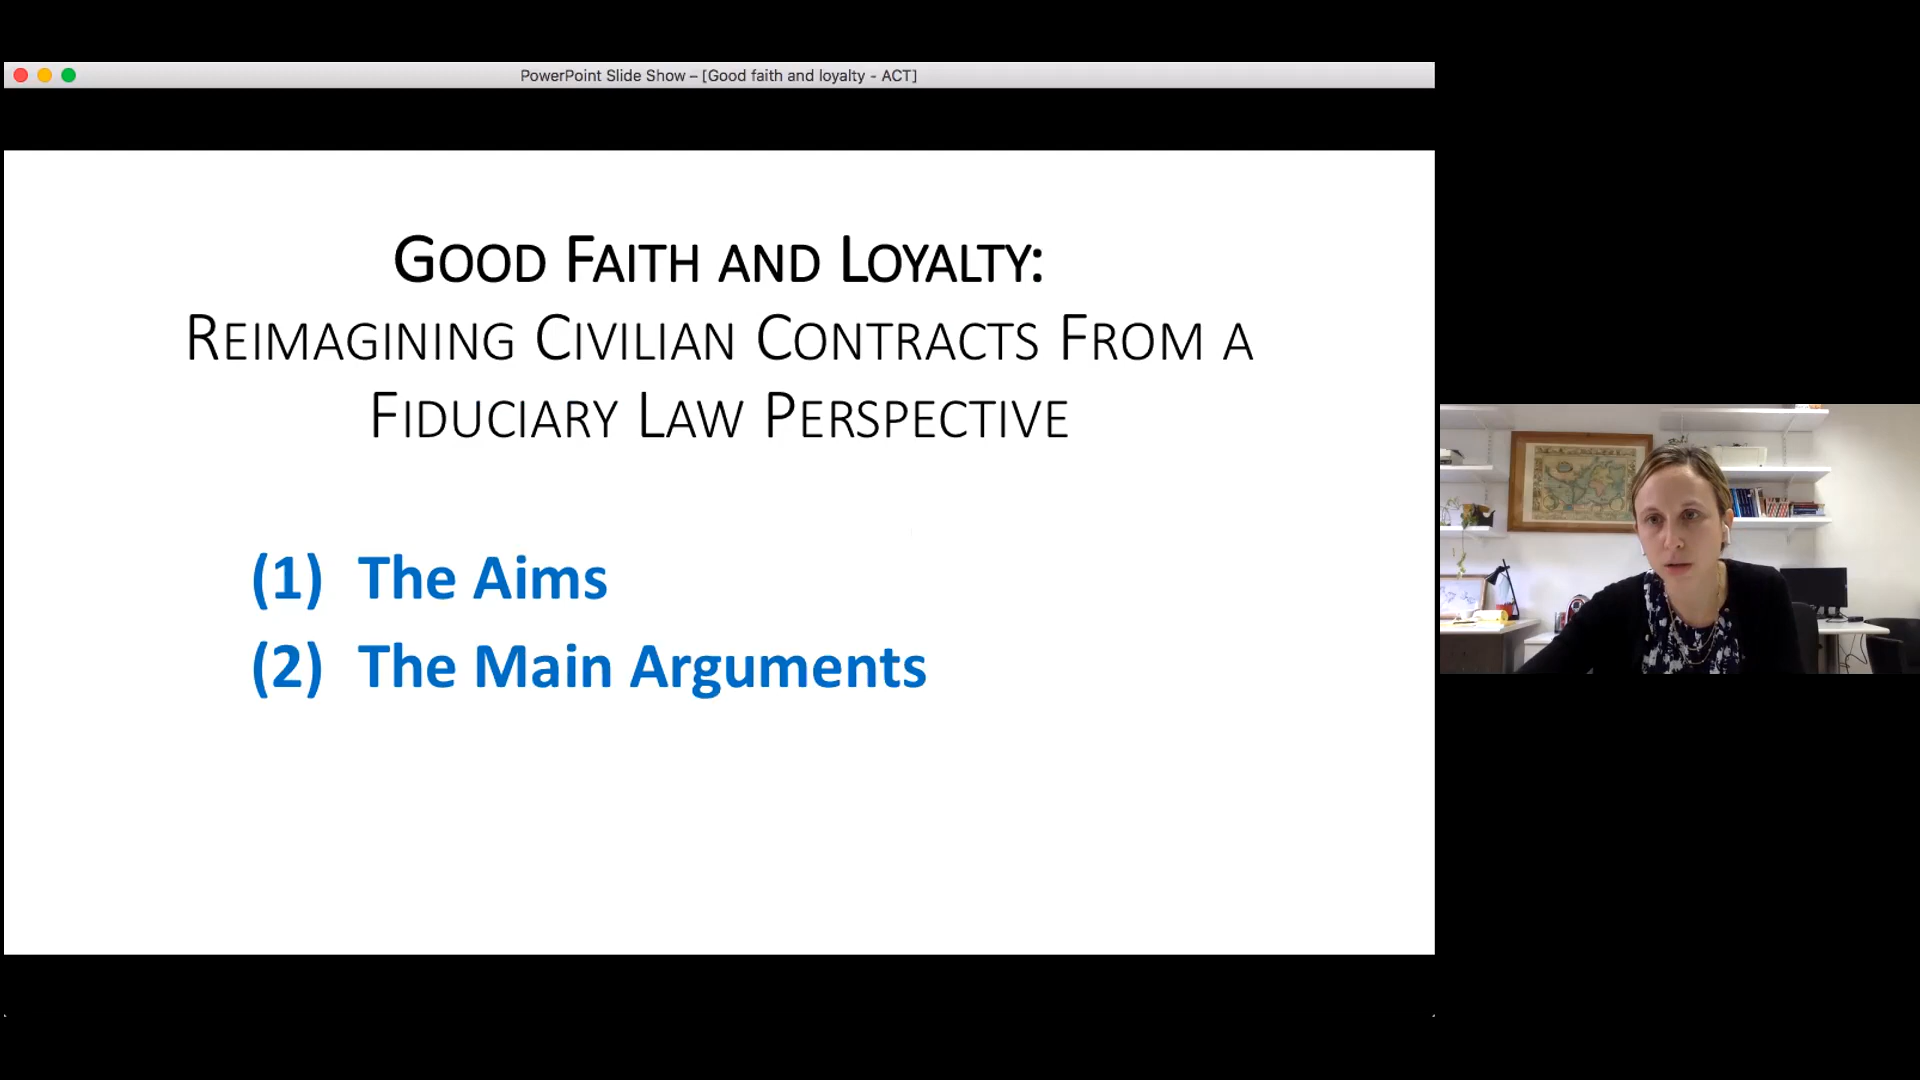 PowerPoint Slide Show – [Good faith and loyalty - ACT]
GOOD FAITH AND LOYALTY:
REIMAGINING CIVILIAN CONTRACTS FROM A
FIDUCIARY LAW PERSPECTIVE
(1) The Aims
(2) The Main Arguments